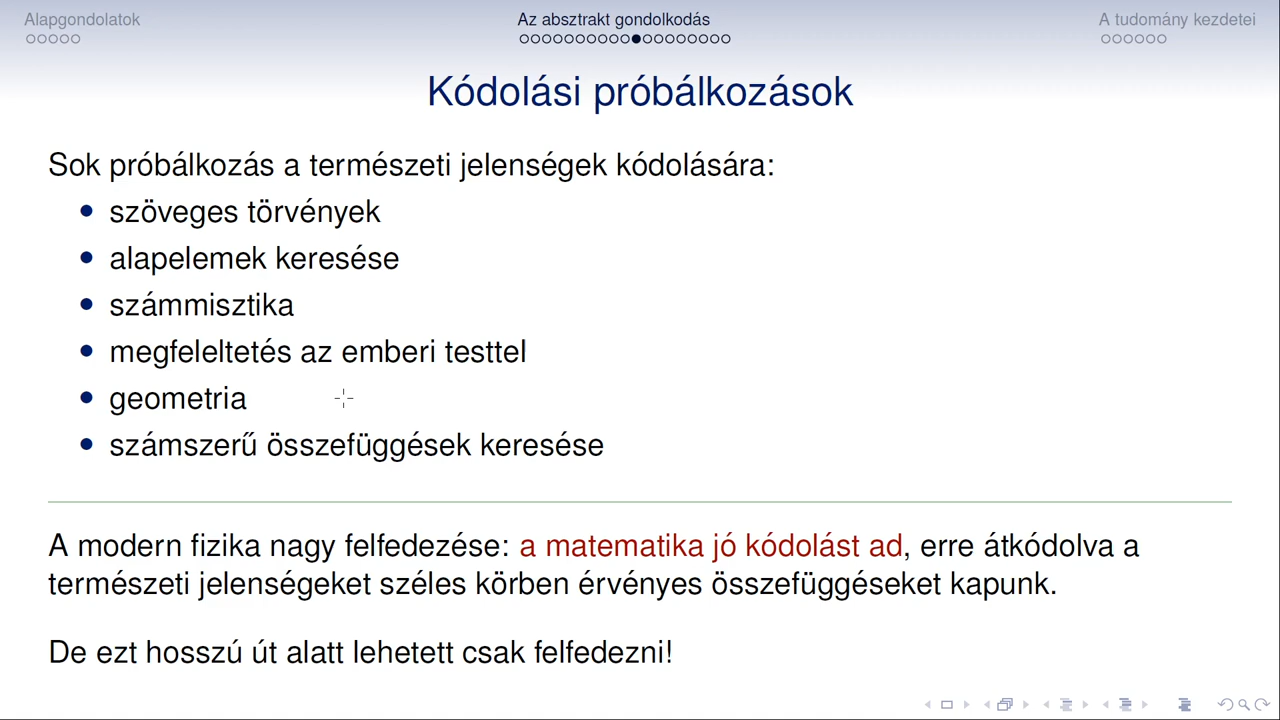 Alapgondolatok
Az absztrakt gondolkodás
A tudomány kezdetei
Kódolási próbálkozások
Sok próbálkozás a természeti jelenségek kódolására:
szöveges törvények
alapelemek keresése
számmisztika
megfeleltetés az emberi testtel
geometria
számszerű összefüggések keresése
A modern fizika nagy felfedezése: a matematika jó kódolást ad, erre átkódolva a
természeti jelenségeket széles körben érvényes összefüggéseket kapunk.
De ezt hosszú út alatt lehetett csak felfedezni!